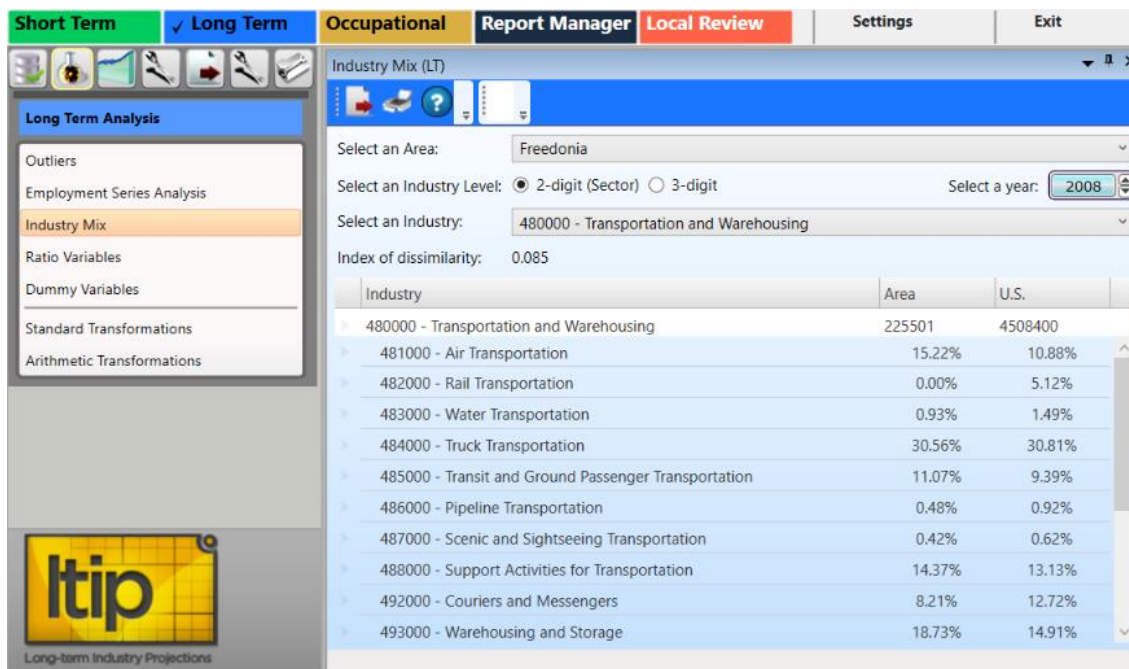 Short Term ✓ Long Term Occupational Report Manager Local Review Settings Exit
Industry Mix (LT)
Long Term Analysis
Outliers
Employment Series Analysis
Industry Mix
Ratio Variables
Dummy Variables
Standard Transformations
Arithmetic Transformations
ltip
Long-term Industry Projections
Select an Area: Freedonia
Select an Industry Level: 2-digit (Sector) 3-digit Select a year: 2008
Select an Industry: 480000 - Transportation and Warehousing
Index of dissimilarity: 0.085
Industry Area U.S.
480000 - Transportation and Warehousing 225501 4508400
481000 - Air Transportation 15.22% 10.88%
482000 - Rail Transportation 0.00% 5.12%
483000 - Water Transportation 0.93% 1.49%
484000 - Truck Transportation 30.56% 30.81%
485000 - Transit and Ground Passenger Transportation 11.07% 9.39%
486000 - Pipeline Transportation 0.48% 0.92%
487000 - Scenic and Sightseeing Transportation 0.42% 0.62%
488000 - Support Activities for Transportation 14.37% 13.13%
492000 - Couriers and Messengers 8.21% 12.72%
493000 - Warehousing and Storage 18.73% 14.91%